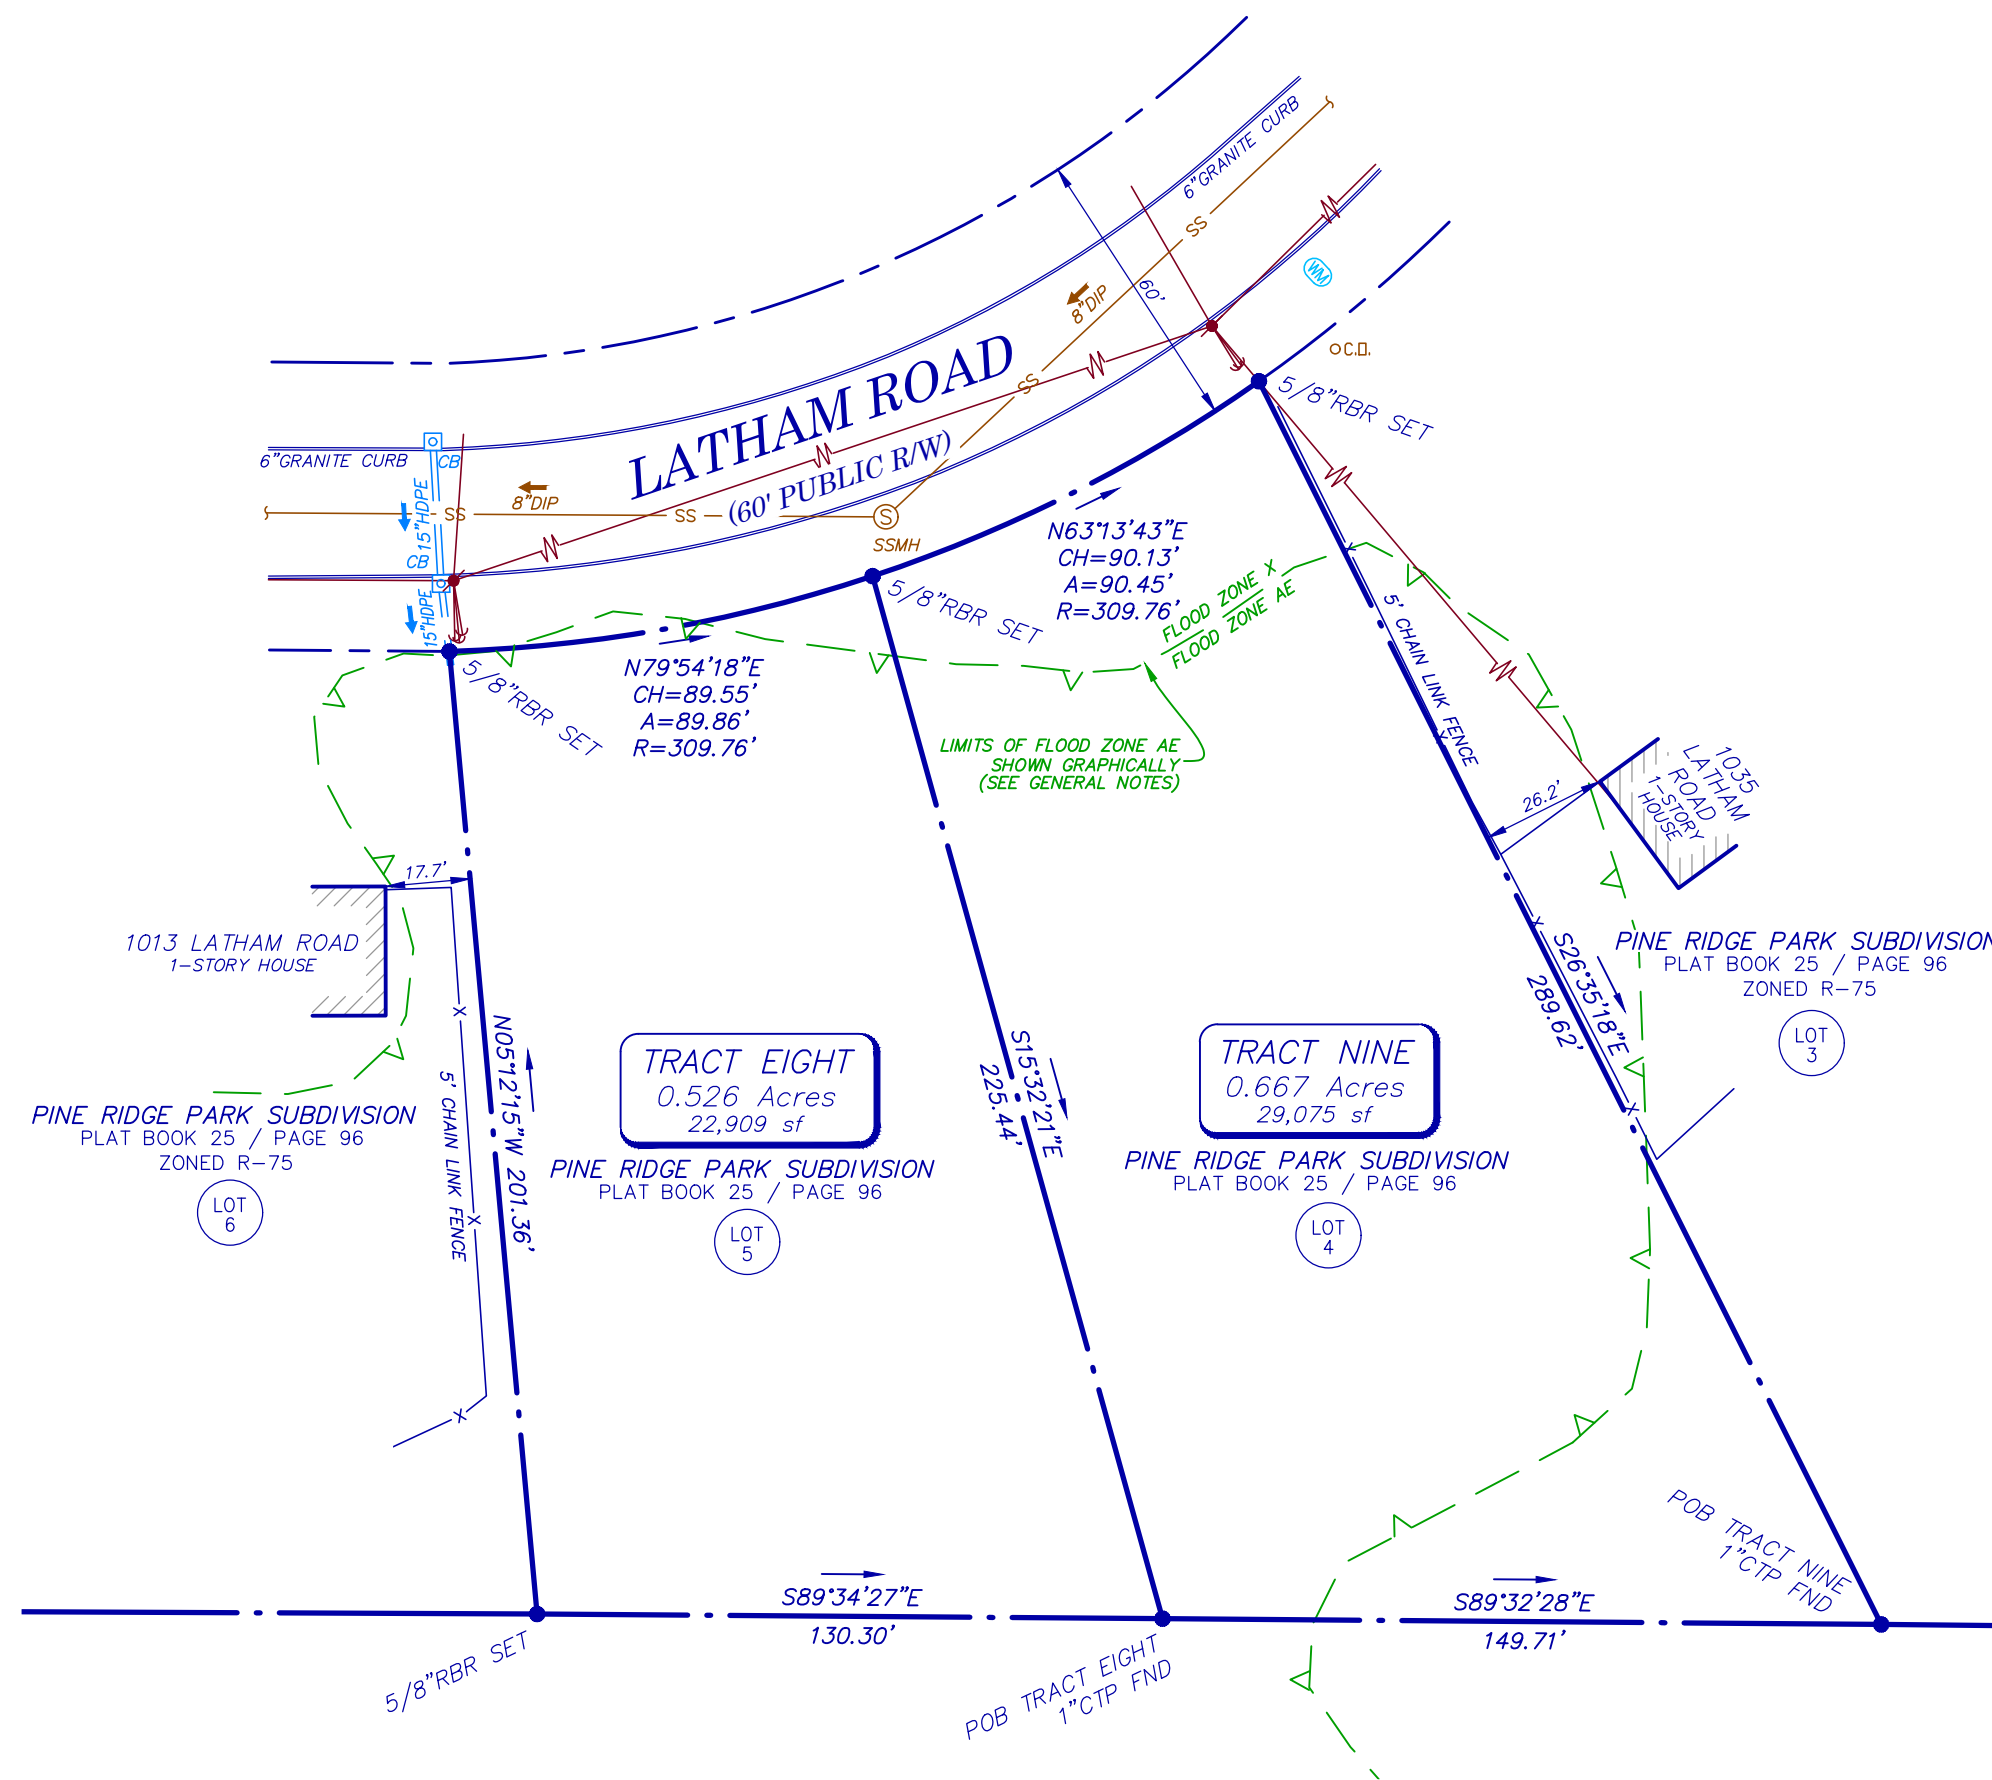 6"GRANITE CURB
SS
8"DIP
60'
WM
C.O.
5/8"RBR SET
LATHAM ROAD
(60' PUBLIC R/W)
SS
6"GRANITE CURB
CB
15"HDPE
SS
8"DIP
SS
S
SSMH
CB
15"HDPE
N63°13'43"E
CH=90.13'
A=90.45'
R=309.76'
FLOOD ZONE X
FLOOD ZONE AE
5/8"RBR SET
5/8"RBR SET
N79°54'18"E
CH=89.55'
A=89.86'
R=309.76'
LIMITS OF FLOOD ZONE AE
SHOWN GRAPHICALLY
(SEE GENERAL NOTES)
X
5' CHAIN LINK FENCE
X
26.2'
1035
LATHAM
ROAD
1-STORY
HOUSE
17.7'
1013 LATHAM ROAD
1-STORY HOUSE
X
S26°35'18"E
289.62'
X
PINE RIDGE PARK SUBDIVISION
PLAT BOOK 25 / PAGE 96
ZONED R-75
LOT
3
X
5' CHAIN LINK FENCE
X
X
N05°12'15"W 201.36'
TRACT EIGHT
0.526 Acres
22,909 sf
PINE RIDGE PARK SUBDIVISION
PLAT BOOK 25 / PAGE 96
LOT
5
S15°32'21"E
225.44'
TRACT NINE
0.667 Acres
29,075 sf
PINE RIDGE PARK SUBDIVISION
PLAT BOOK 25 / PAGE 96
LOT
4
PINE RIDGE PARK SUBDIVISION
PLAT BOOK 25 / PAGE 96
ZONED R-75
LOT
6
POB TRACT NINE
1"CTP FND
S89°34'27"E
130.30'
S89°32'28"E
149.71'
5/8"RBR SET
POB TRACT EIGHT
1"CTP FND